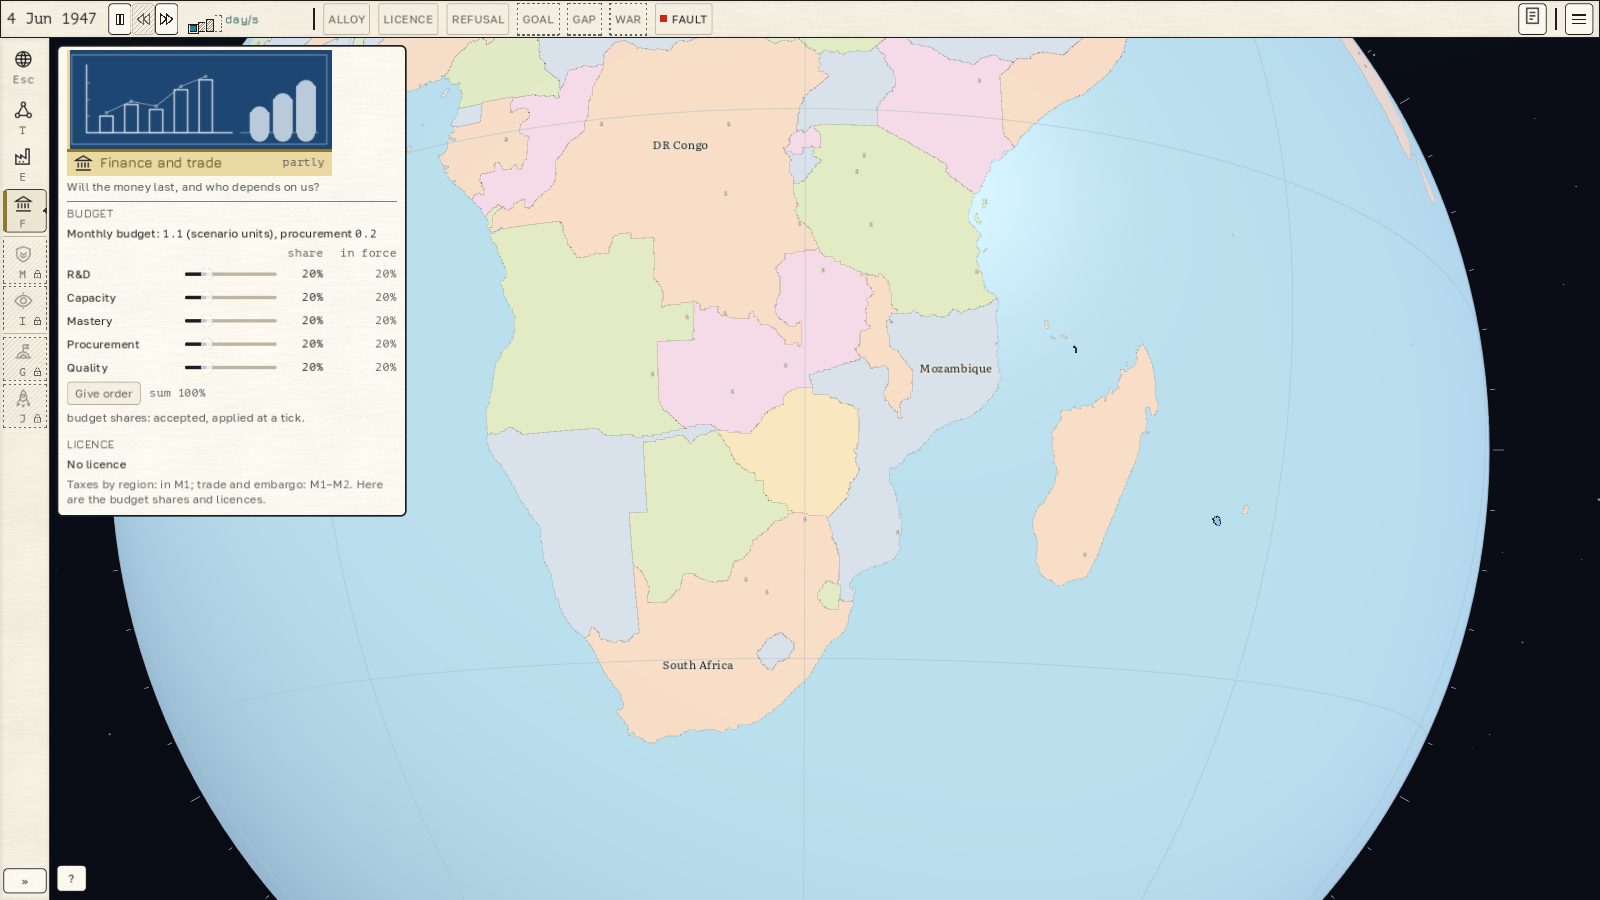 4 Jun 1947
day/s
ALLOY
LICENCE
REFUSAL
GOAL
GAP
WAR
FAULT
Esc
T
E
F
M
I
G
J
»
?
Finance and trade
partly
Will the money last, and who depends on us?
BUDGET
Monthly budget: 1.1 (scenario units), procurement 0.2
share in force
R&D 20% 20%
Capacity 20% 20%
Mastery 20% 20%
Procurement 20% 20%
Quality 20% 20%
Give order sum 100%
budget shares: accepted, applied at a tick.
LICENCE
No licence
Taxes by region: in M1; trade and embargo: M1–M2. Here
are the budget shares and licences.
DR Congo
Mozambique
South Africa